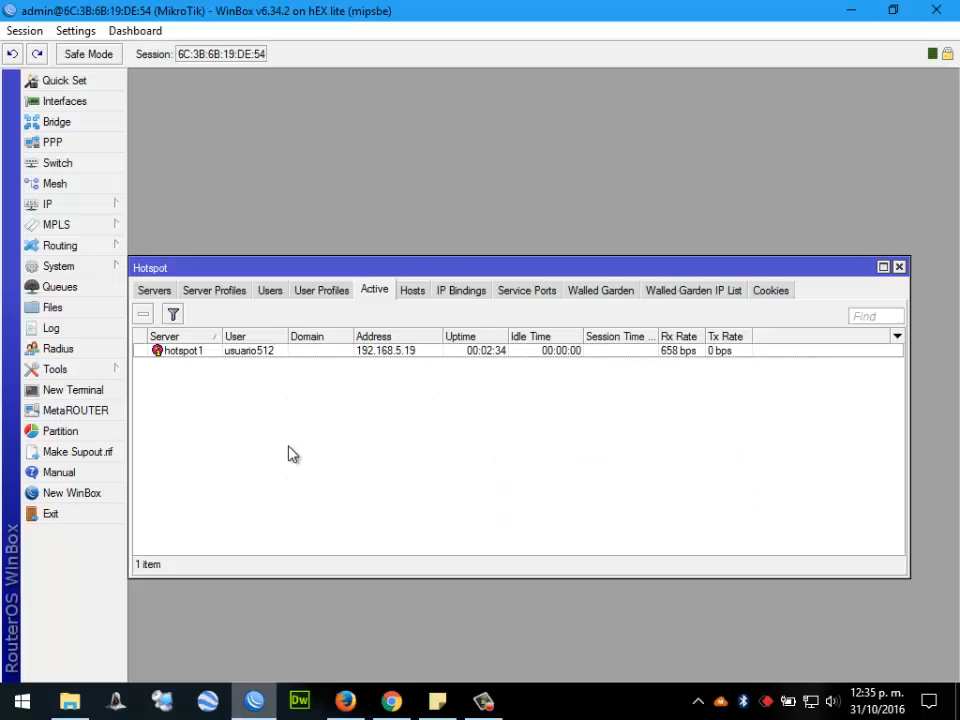 admin@6C:3B:6B:19:DE:54 (MikroTik) - WinBox v6.34.2 on hEX lite (mipsbe)
Session Settings Dashboard
Safe Mode Session: 6C:3B:6B:19:DE:54
Quick Set
Interfaces
Bridge
PPP
Switch
Mesh
IP
MPLS
Routing
System
Queues
Files
Log
Radius
Tools
New Terminal
MetaROUTER
Partition
Make Supout.rif
Manual
New WinBox
Exit
RouterOS WinBox
Hotspot
Servers Server Profiles Users User Profiles Active Hosts IP Bindings Service Ports Walled Garden Walled Garden IP List Cookies
Find
Server User Domain Address Uptime Idle Time Session Time ... Rx Rate Tx Rate
hotspot1 usuario512 192.168.5.19 00:02:34 00:00:00 658 bps 0 bps
1 item
Dw
12:35 p. m.
31/10/2016